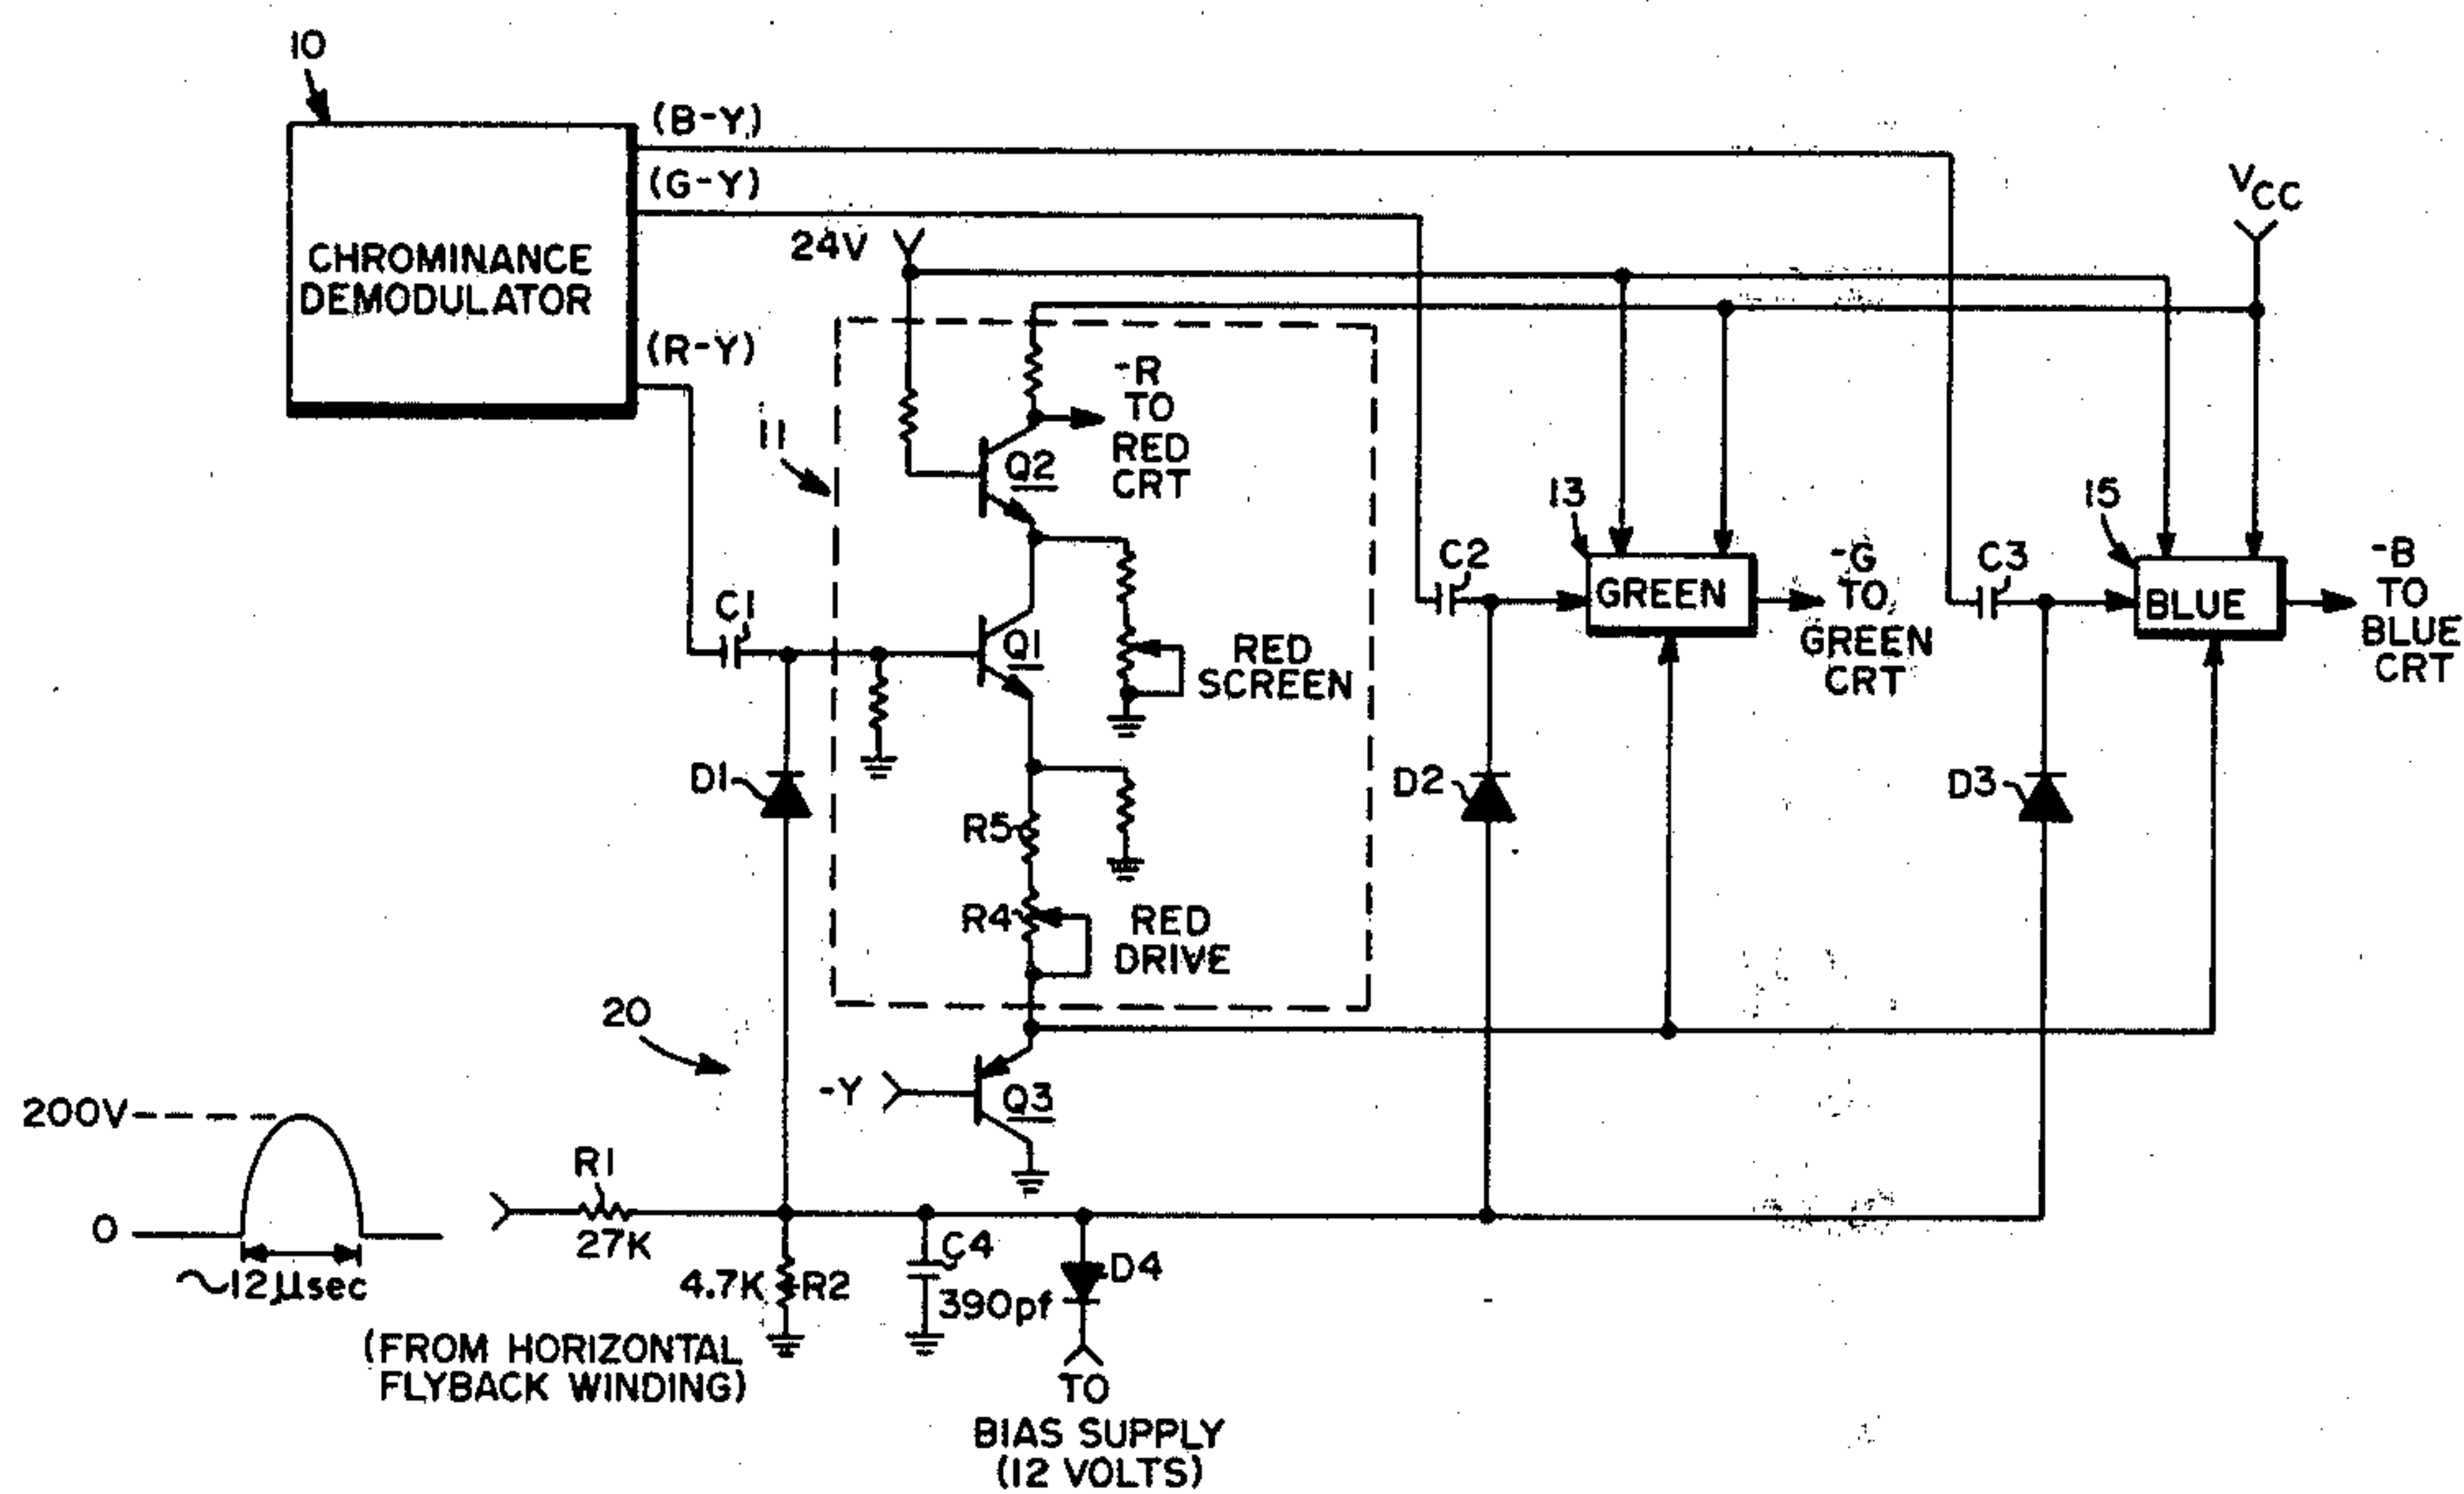 10
(B-Y)
(G-Y)
(R-Y)
CHROMINANCE
DEMODULATOR
24V
VCC
11
-R
TO
RED
CRT
Q2
13
15
C1
Q1
RED
SCREEN
C2
GREEN
-G
TO
GREEN
CRT
C3
BLUE
-B
TO
BLUE
CRT
D1
D2
D3
R5
R4
RED
DRIVE
20
-Y
Q3
200V
0
~12μsec
R1
27K
4.7K
R2
C4
390pf
D4
(FROM HORIZONTAL
FLYBACK WINDING)
TO
BIAS SUPPLY
(12 VOLTS)